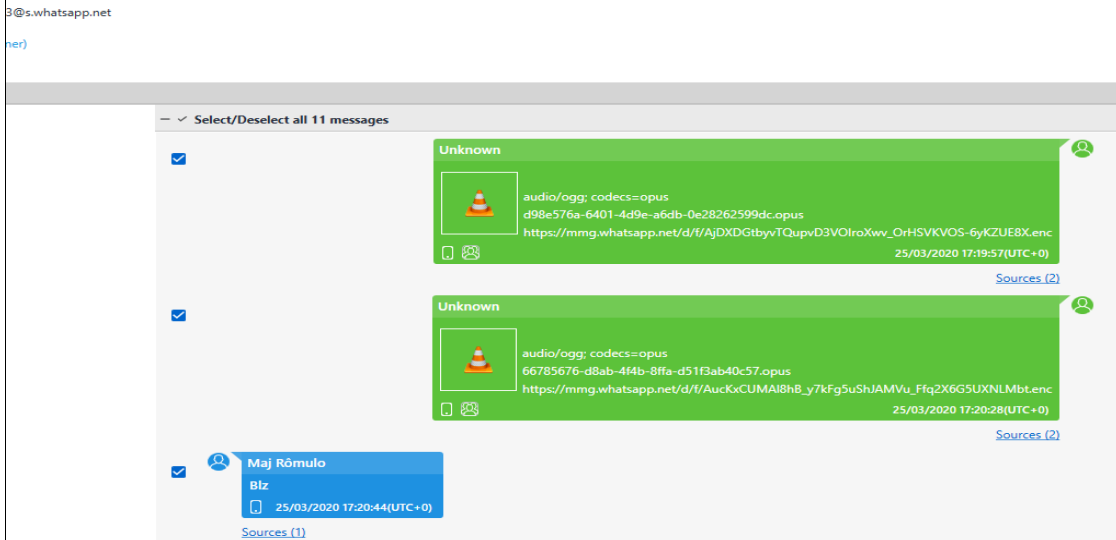 3@s.whatsapp.net
ner)
Select/Deselect all 11 messages
Unknown
audio/ogg; codecs=opus
d98e576a-6401-4d9e-a6db-0e28262599dc.opus
https://mmg.whatsapp.net/d/f/AjDXDGtbyvTQupvD3VOIroXwv_OrHSVKVOS-6yKZUE8X.enc
25/03/2020 17:19:57(UTC+0)
Sources (2)
Unknown
audio/ogg; codecs=opus
66785676-d8ab-4f4b-8ffa-d51f3ab40c57.opus
https://mmg.whatsapp.net/d/f/AucKxCUMAI8hB_y7kFg5uShJAMVu_Ffq2X6G5UXNLMbt.enc
25/03/2020 17:20:28(UTC+0)
Sources (2)
Maj Rômulo
Blz
25/03/2020 17:20:44(UTC+0)
Sources (1)